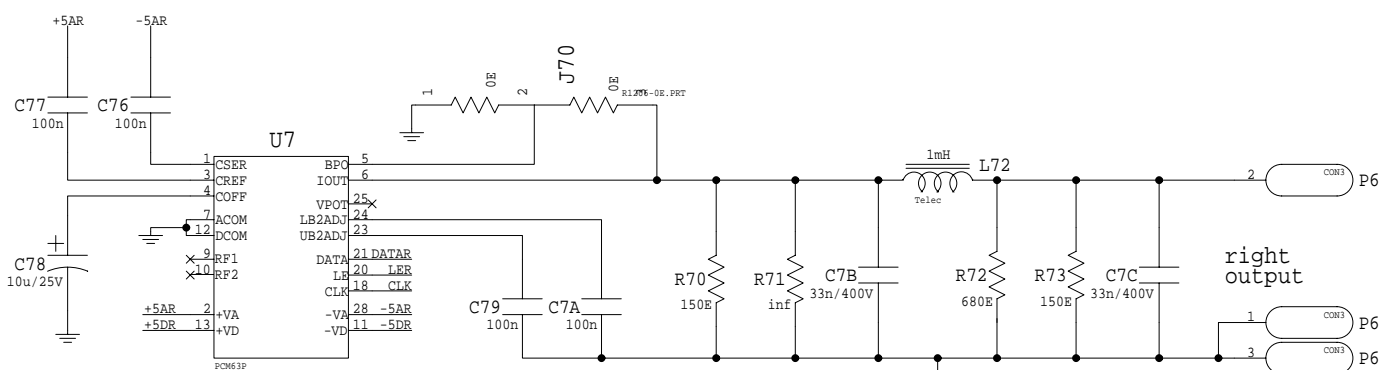 +5AR
-5AR
J70
1
0E
2
0E
R1206-0E.PRT
3
C77
100n
C76
100n
U7
1 CSER
3 CREF
4 COFF
7 ACOM
12 DCOM
9 RF1
10 RF2
+5AR 2 +VA
+5DR 13 +VD
BPO 5
IOUT 6
VPOT 25
LB2ADJ 24
UB2ADJ 23
DATA 21 DATAR
LE 20 LER
CLK 18 CLK
-VA 28 -5AR
-VD 11 -5DR
PCM63P
C78
10u/25V
C79
100n
C7A
100n
R70
150E
R71
inf
C7B
33n/400V
1mH
L72
Telec
R72
680E
R73
150E
C7C
33n/400V
2 CON3 P6
right
output
1 CON3 P6
3 CON3 P6